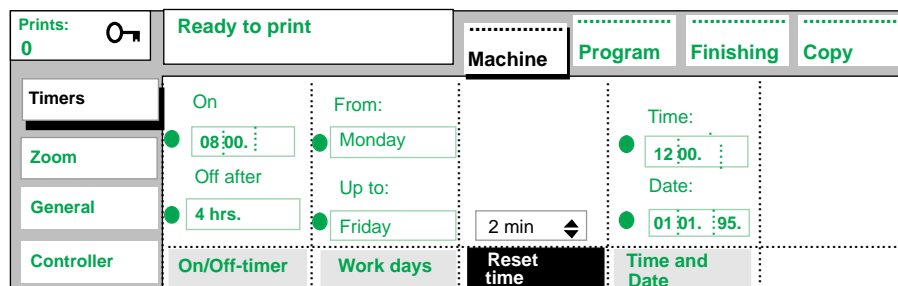 Prints:
0
Ready to print
Machine
Program
Finishing
Copy
Timers
Zoom
General
Controller
On
08 00.
Off after
4 hrs.
On/Off-timer
From:
Monday
Up to:
Friday
Work days
2 min
Reset
time
Time:
12 00.
Date:
01 01. 95.
Time and
Date